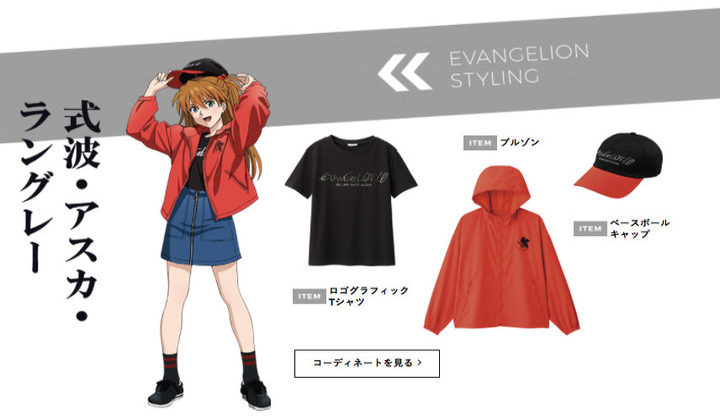 EVANGELION
STYLING
式波・アスカ・
ラングレー
ITEM ブルゾン
ITEM ベースボール
キャップ
ITEM ロゴグラフィック
Tシャツ
コーディネートを見る